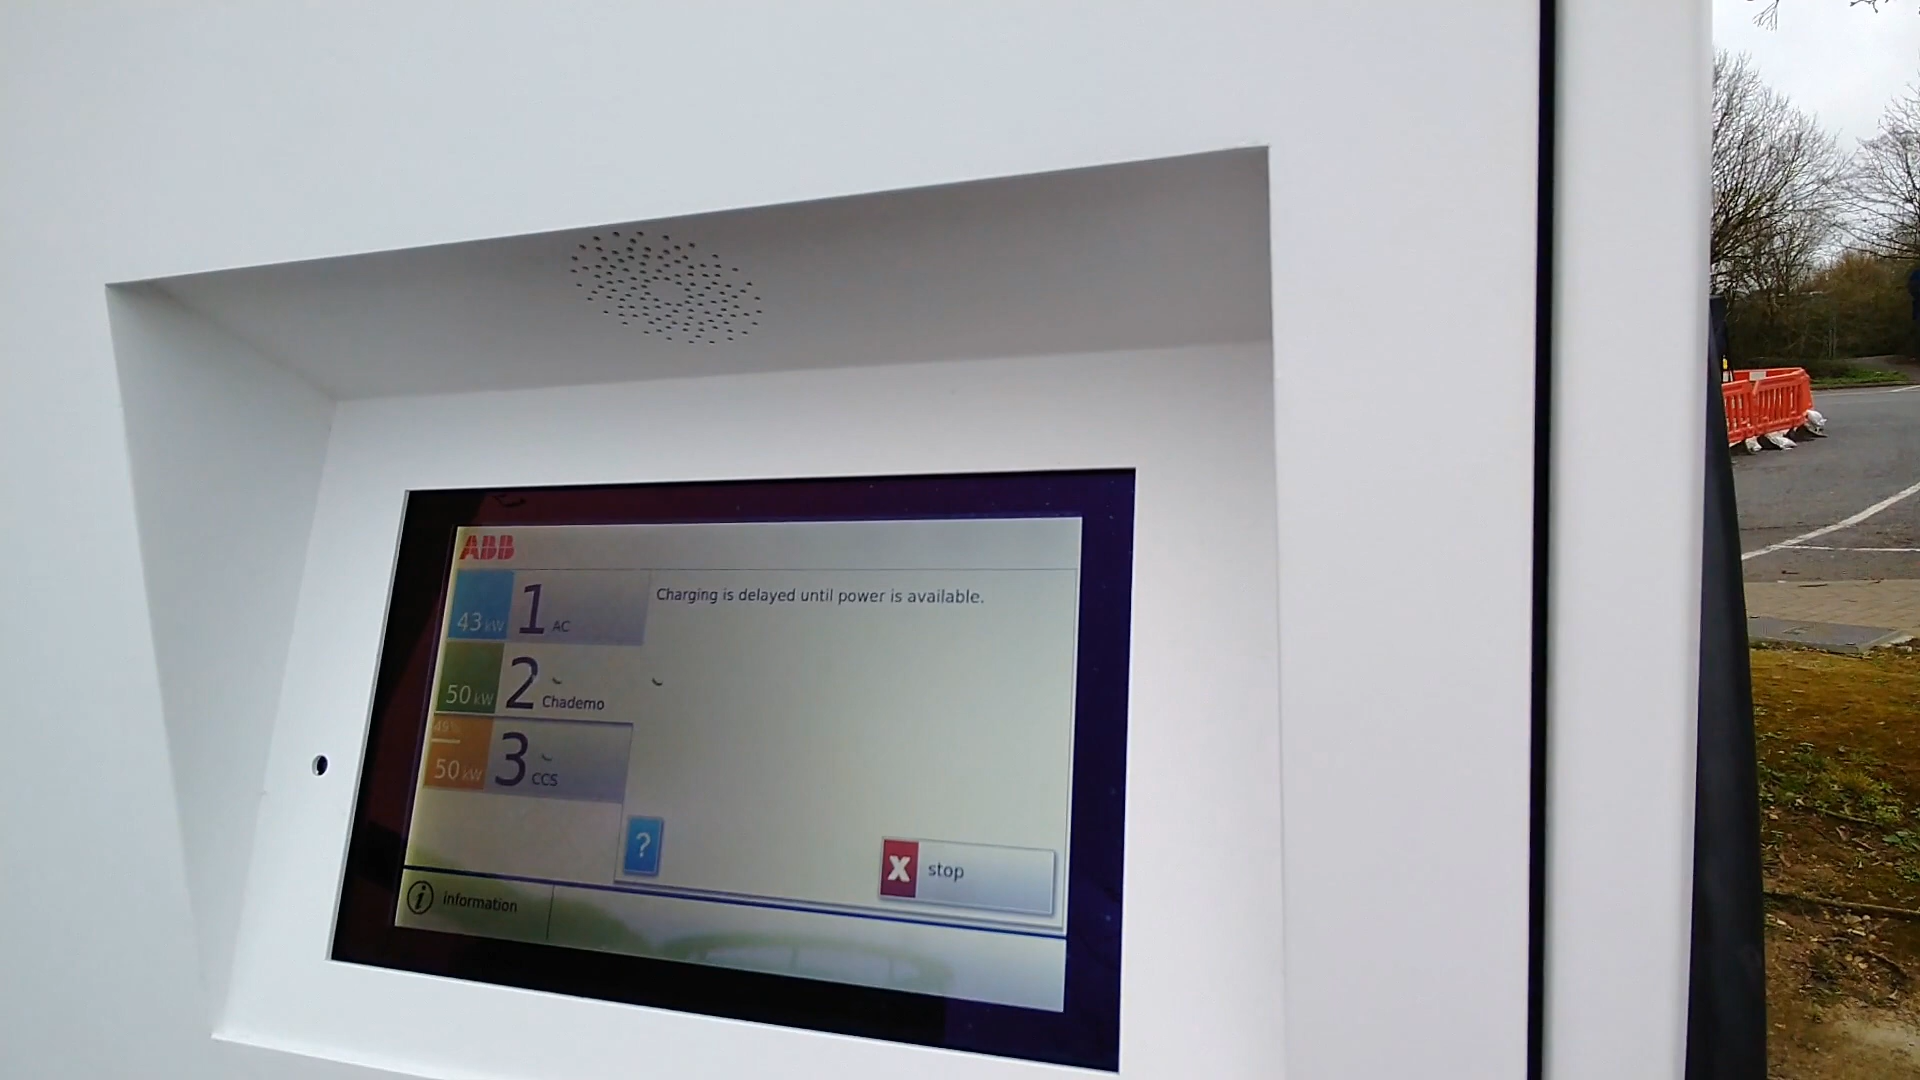 ABB
43 kW 1 AC
Charging is delayed until power is available.
50 kW 2 Chademo
49%
50 kW 3 CCS
?
X stop
i information